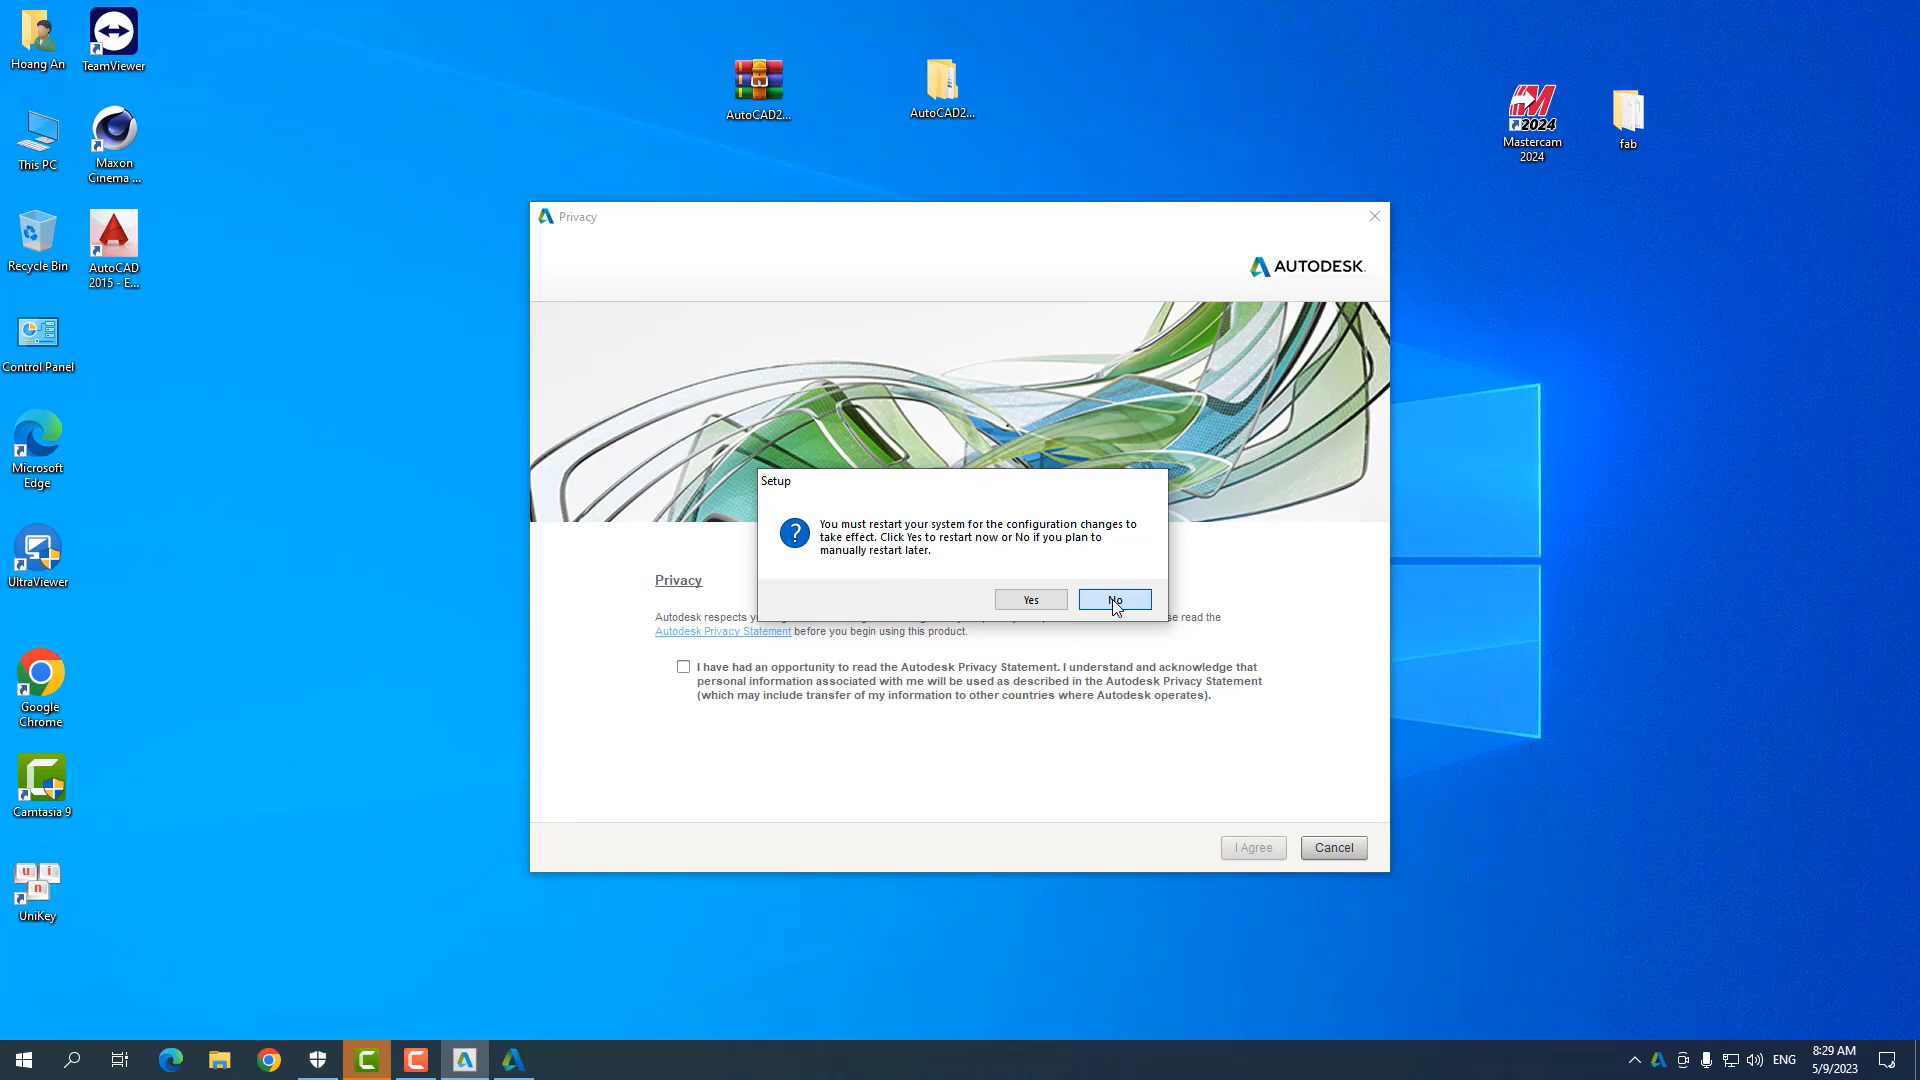 Hoang An
TeamViewer
This PC
Maxon
Cinema ...
Recycle Bin
AutoCAD
2015 - E...
Control Panel
Microsoft
Edge
UltraViewer
Google
Chrome
Camtasia 9
u i
n
UniKey
AutoCAD2...
AutoCAD2...
2024
Mastercam
2024
fab
Privacy
AUTODESK.
Setup
You must restart your system for the configuration changes to
take effect. Click Yes to restart now or No if you plan to
manually restart later.
Yes
No
Privacy
Autodesk respects
se read the
Autodesk Privacy Statement before you begin using this product.
I have had an opportunity to read the Autodesk Privacy Statement. I understand and acknowledge that
personal information associated with me will be used as described in the Autodesk Privacy Statement
(which may include transfer of my information to other countries where Autodesk operates).
I Agree
Cancel
ENG
8:29 AM
5/9/2023